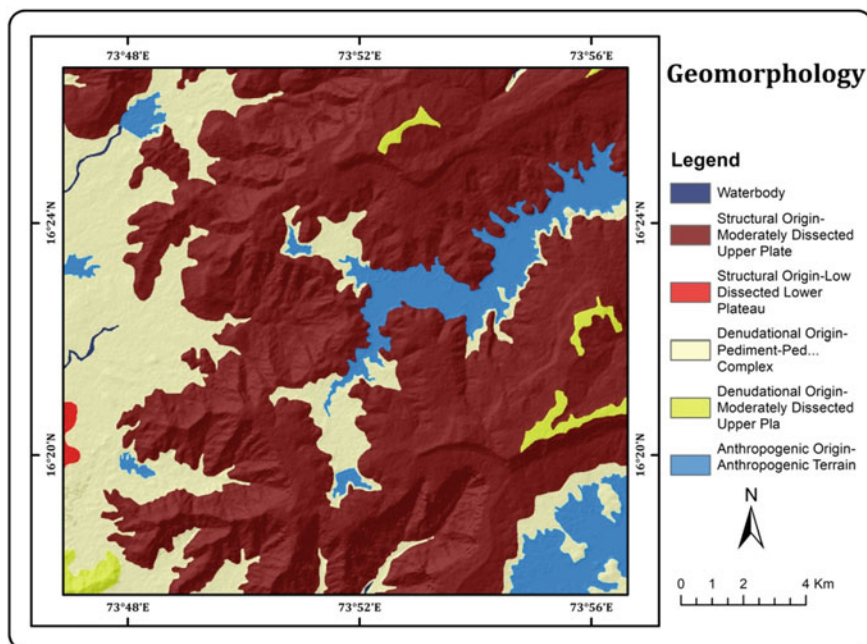 73°48'E 73°52'E 73°56'E
Geomorphology
Legend
Waterbody
Structural Origin-
Moderately Dissected
Upper Plate
Structural Origin-Low
Dissected Lower
Plateau
Denudational Origin-
Pediment-Ped...
Complex
Denudational Origin-
Moderately Dissected
Upper Pla
Anthropogenic Origin-
Anthropogenic Terrain
N
0 1 2 4 Km
16°24'N
16°20'N
16°24'N
16°20'N
73°48'E 73°52'E 73°56'E